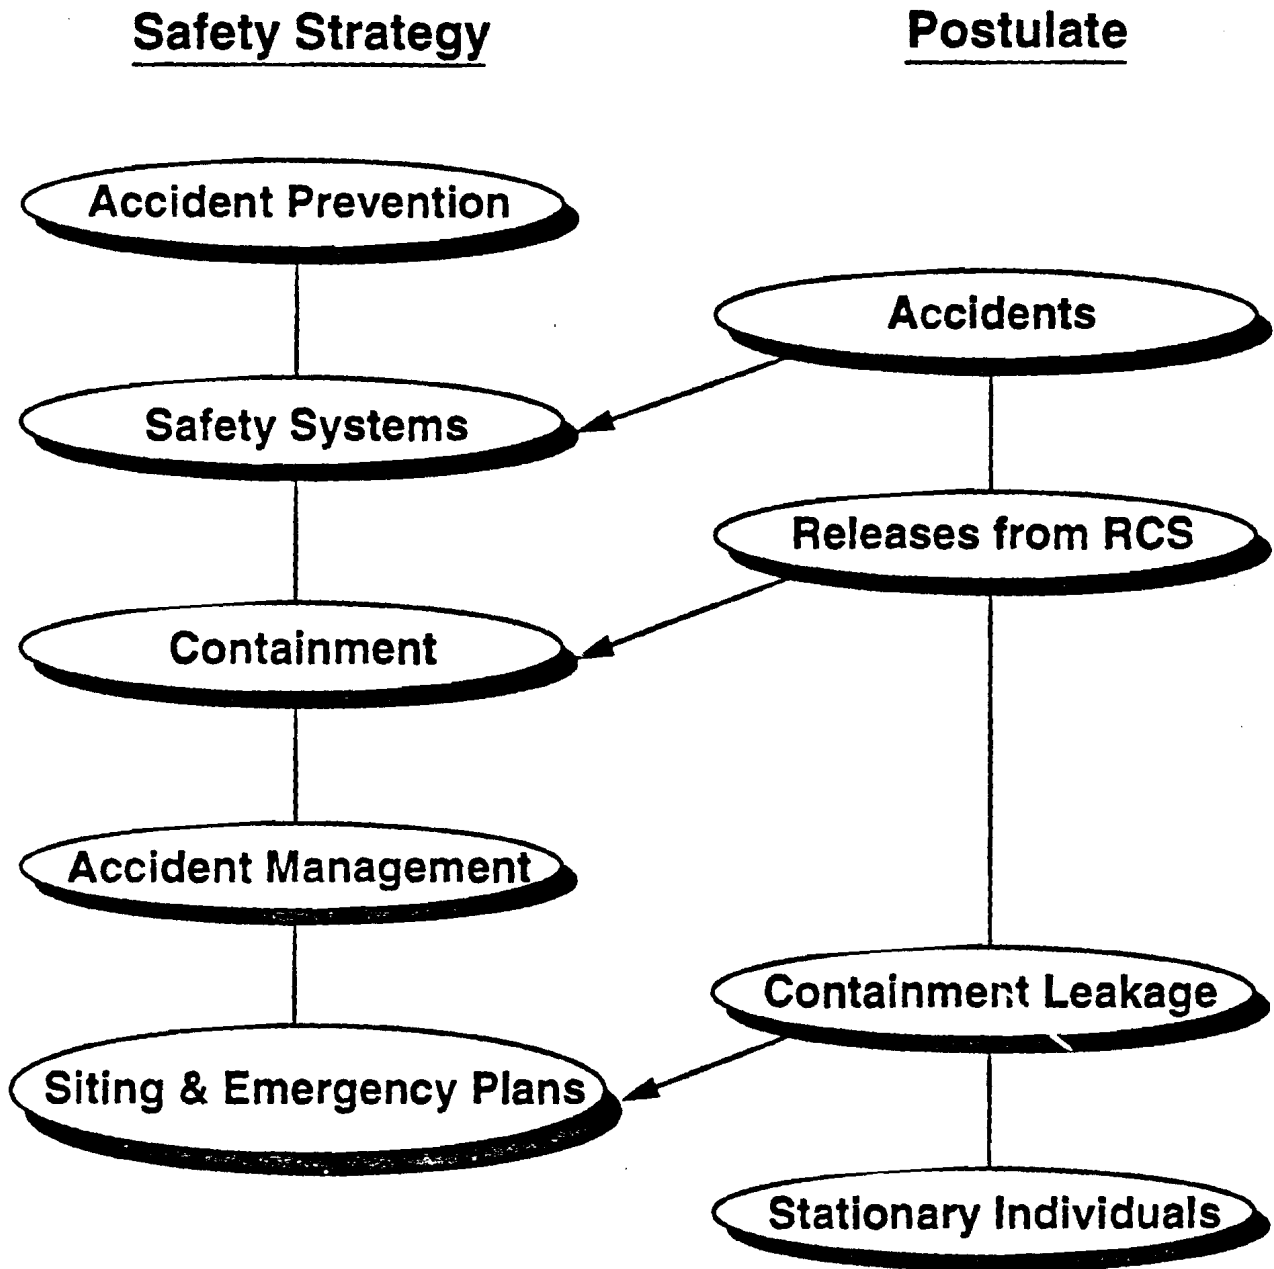 Safety Strategy
Postulate
Accident Prevention
Accidents
Safety Systems
Releases from RCS
Containment
Accident Management
Containment Leakage
Siting & Emergency Plans
Stationary Individuals